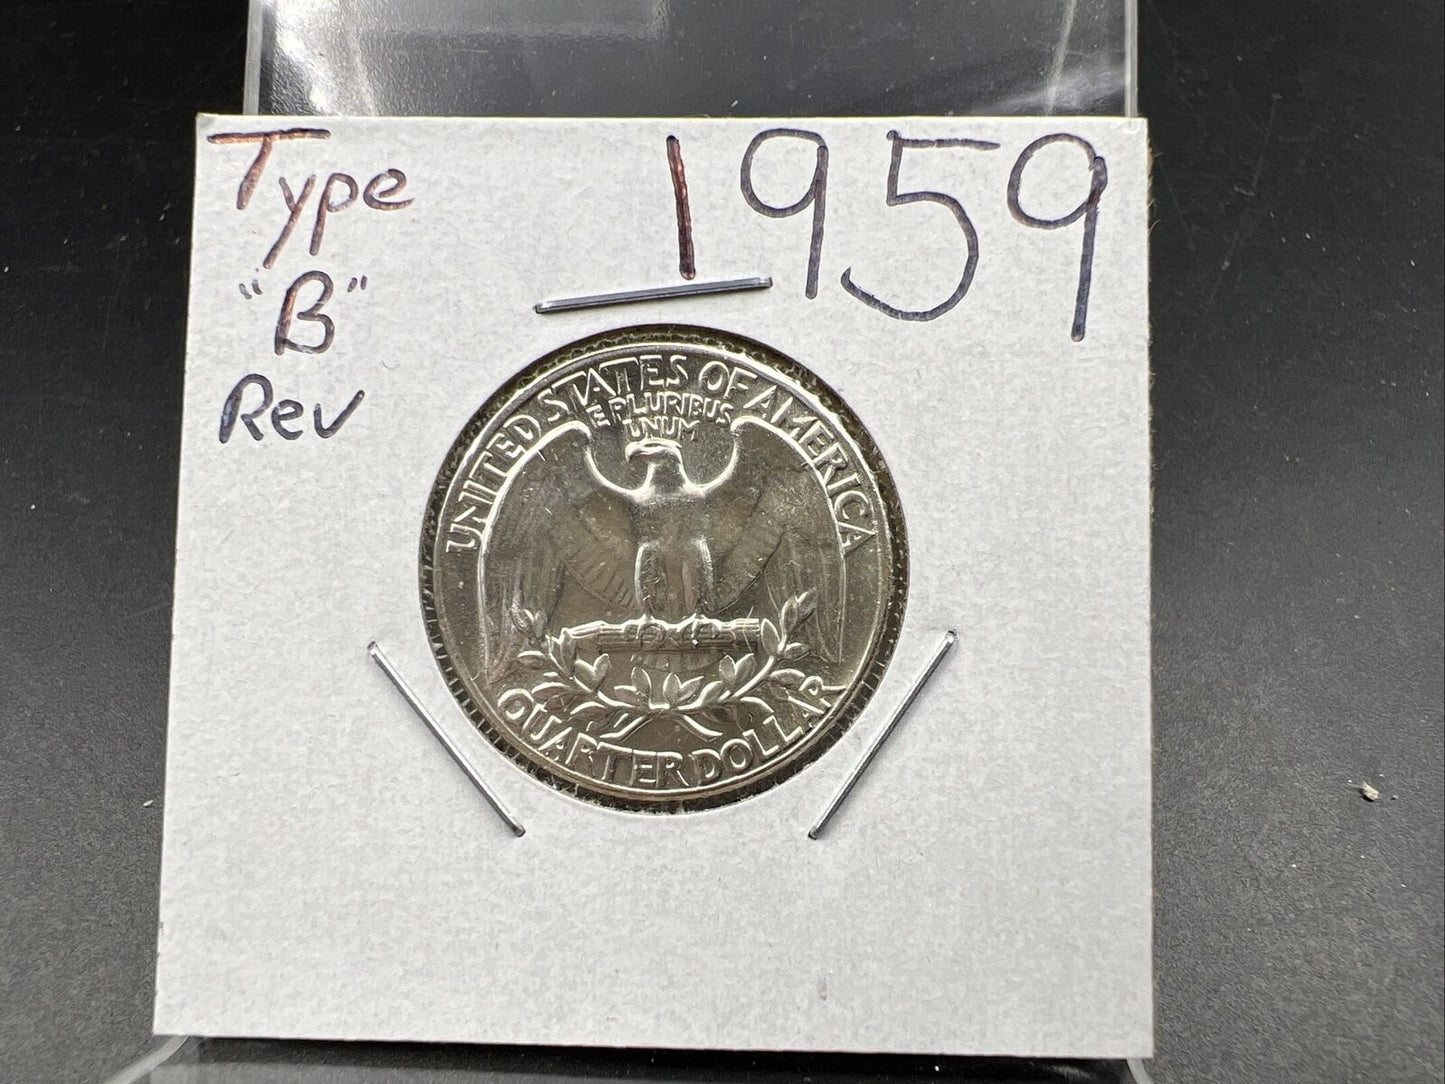 Type 1959
"B"
Rev
UNITED STATES OF AMERICA
E PLURIBUS
UNUM
QUARTER DOLLAR